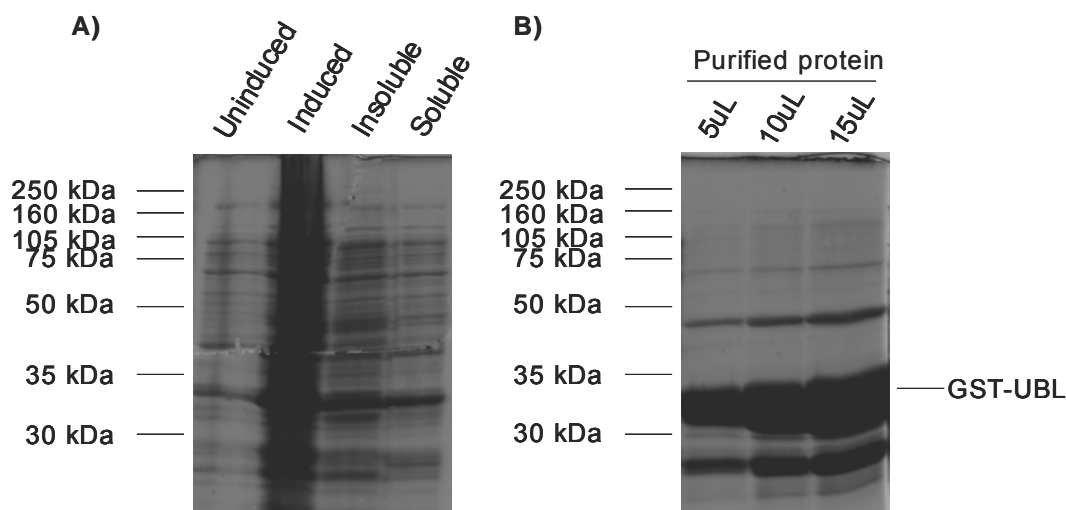 A)
Uninduced
Induced
Insoluble
Soluble
250 kDa
160 kDa
105 kDa
75 kDa
50 kDa
35 kDa
30 kDa
B)
Purified protein
5uL
10uL
15uL
250 kDa
160 kDa
105 kDa
75 kDa
50 kDa
35 kDa
30 kDa
GST-UBL